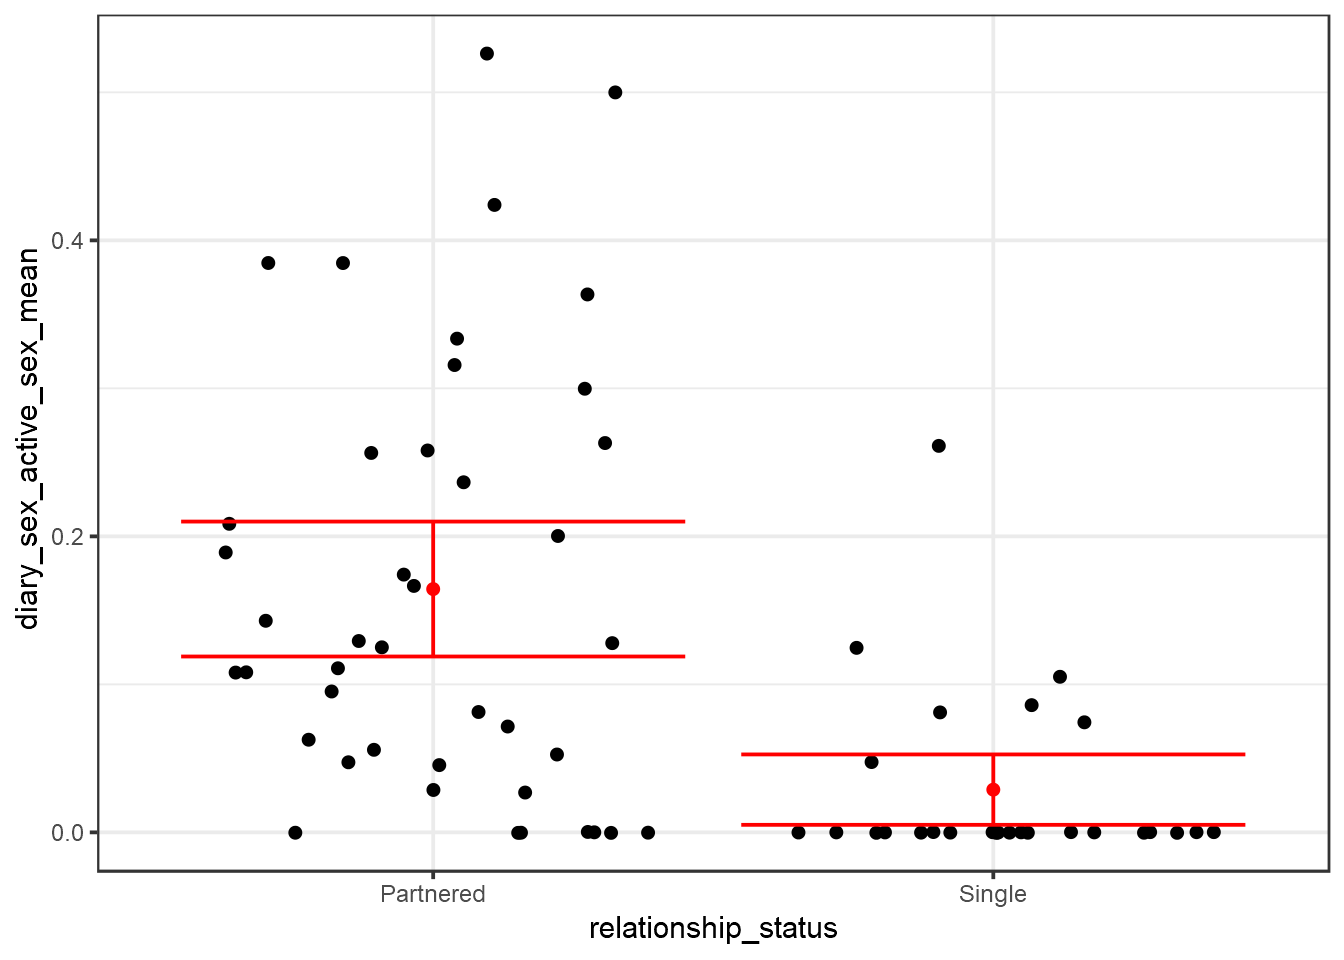 diary_sex_active_sex_mean
0.4
0.2
0.0
Partnered
Single
relationship_status